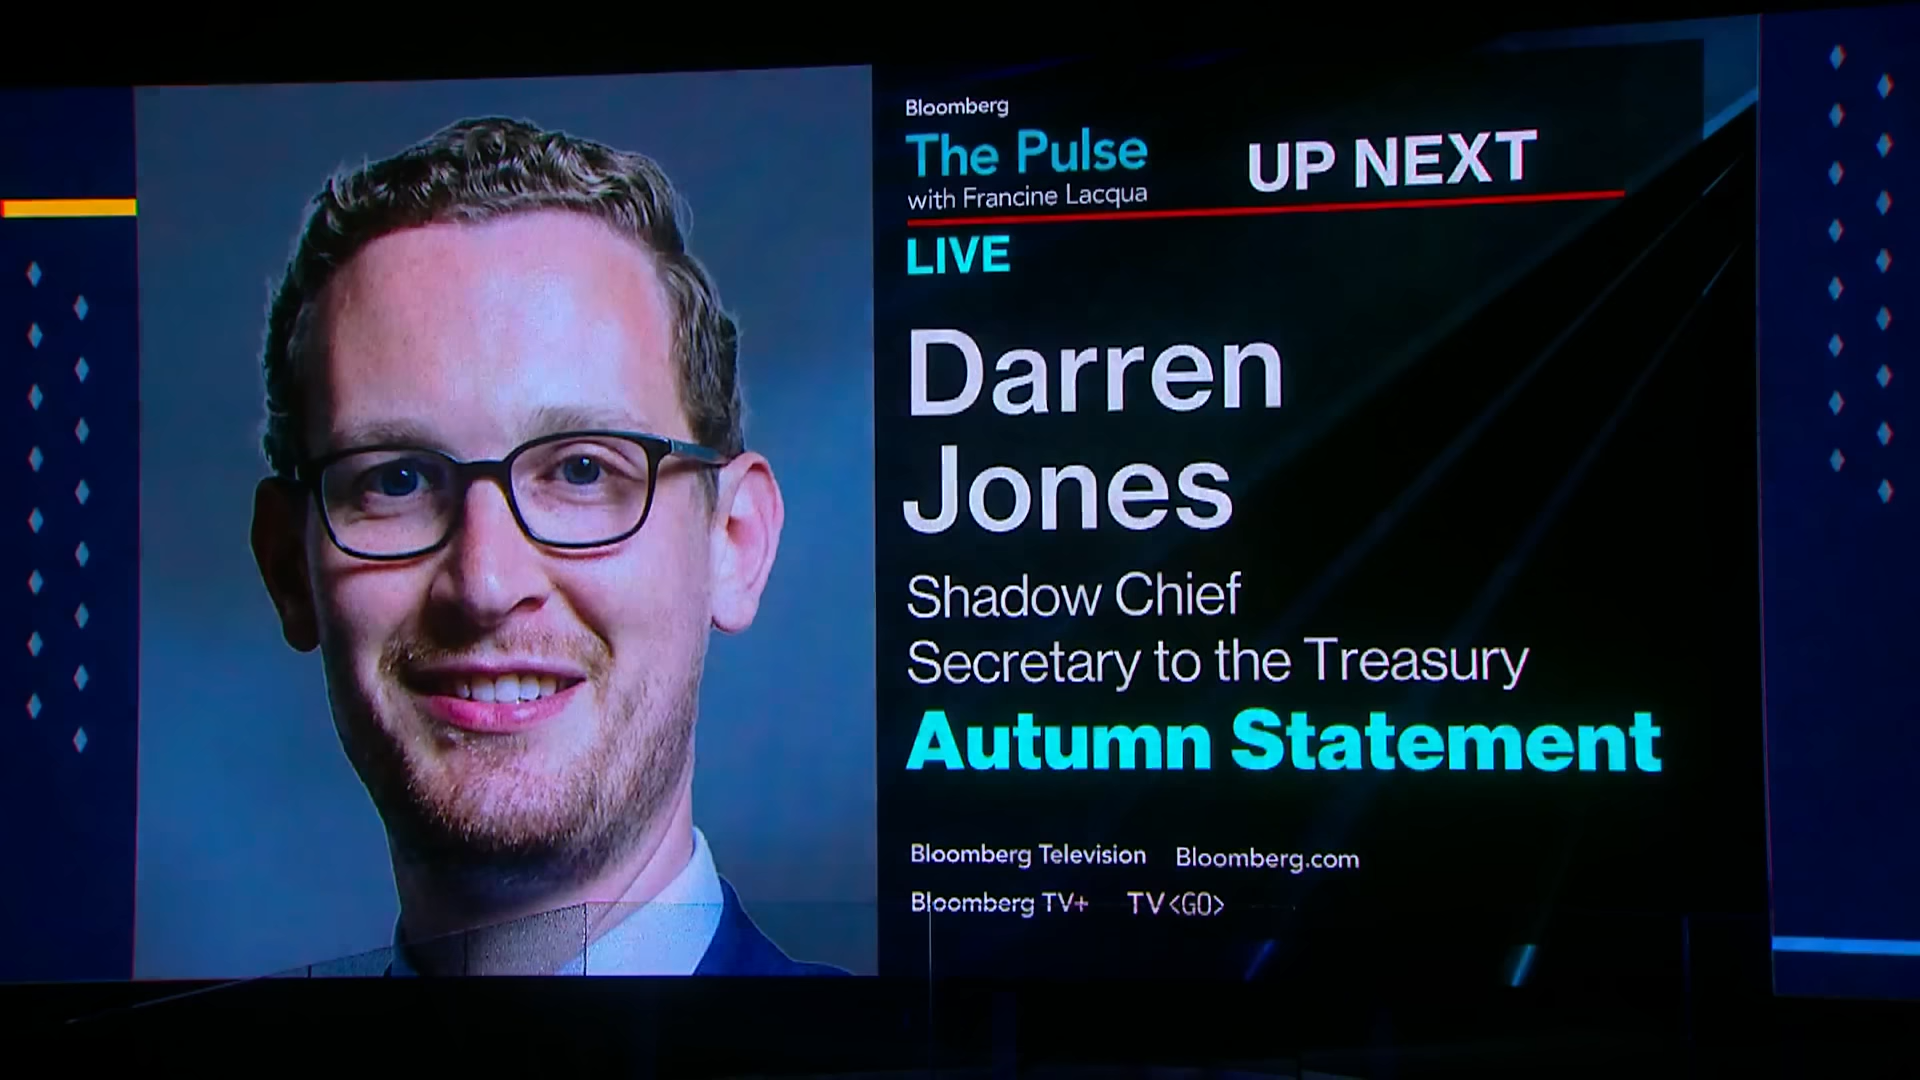 Bloomberg
The Pulse
with Francine Lacqua
UP NEXT
LIVE
Darren
Jones
Shadow Chief
Secretary to the Treasury
Autumn Statement
Bloomberg Television Bloomberg.com
Bloomberg TV+ TV<GO>